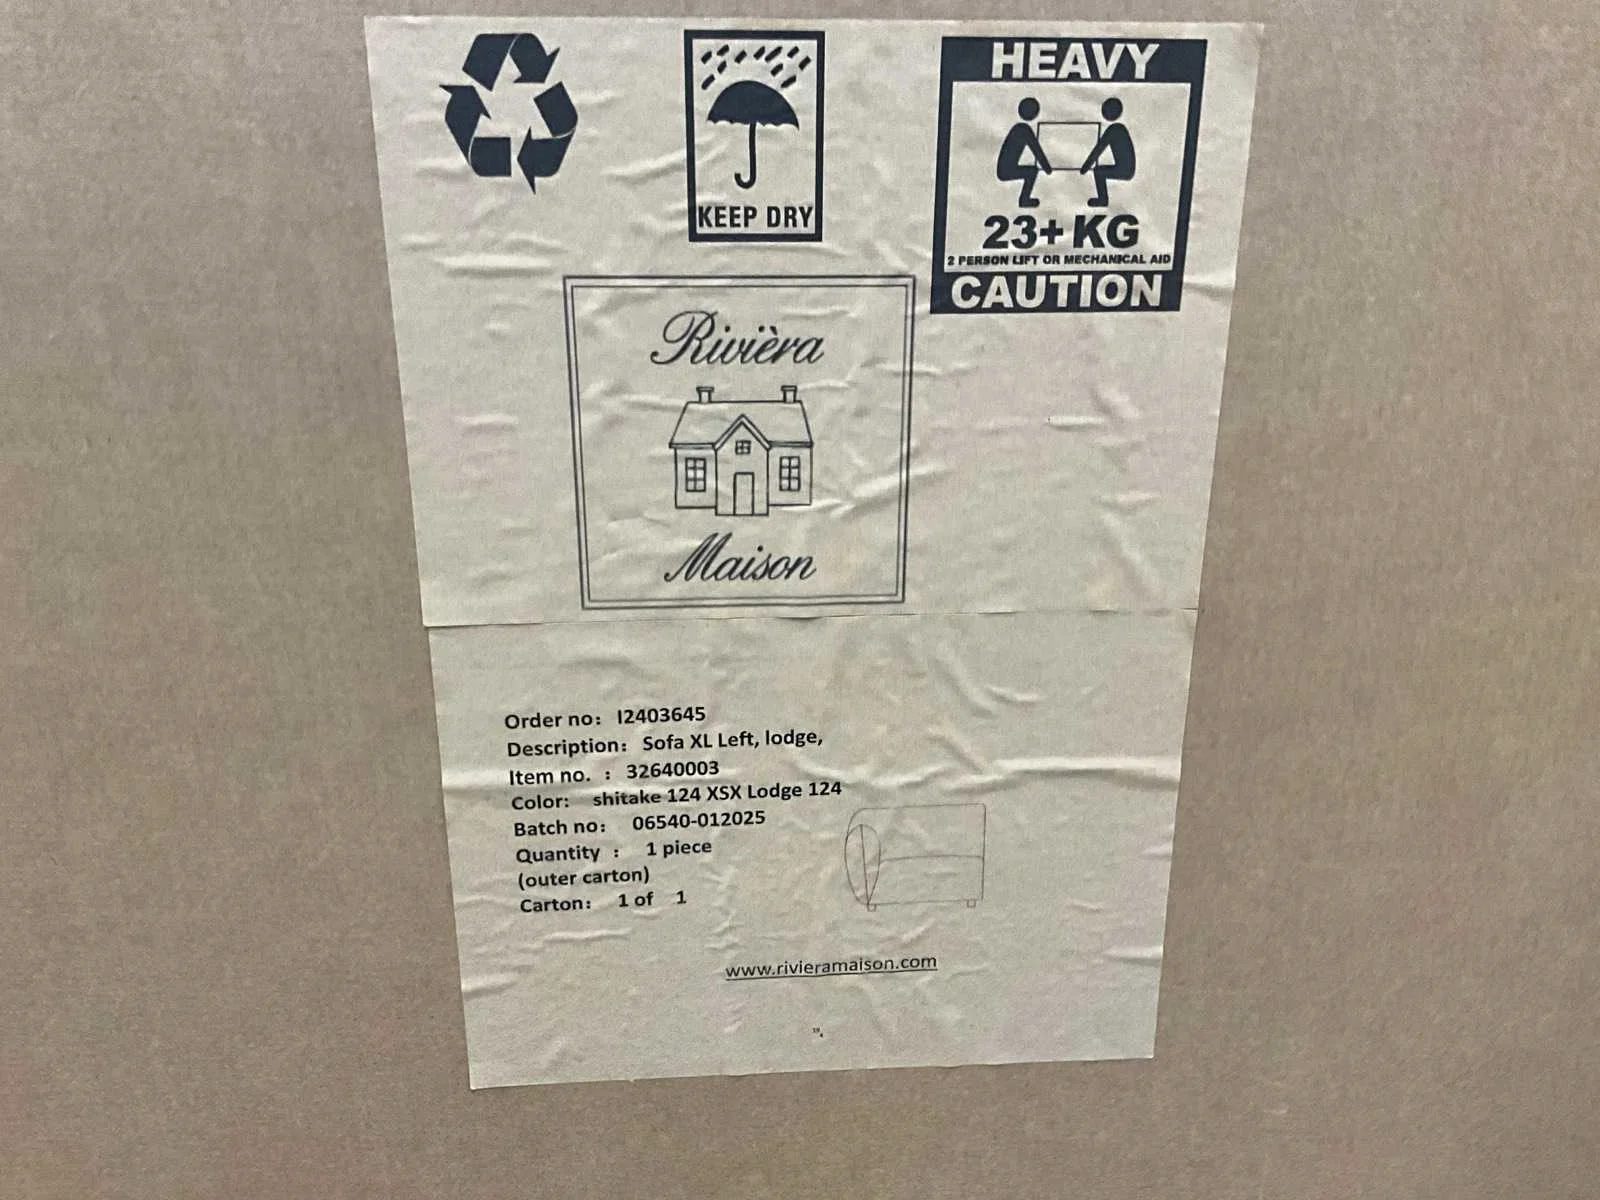 KEEP DRY
HEAVY
23+ KG
2 PERSON LIFT OR MECHANICAL AID
CAUTION
Rivièra
Maison
Order no: I2403645
Description: Sofa XL Left, lodge,
Item no. : 32640003
Color: shitake 124 XSX Lodge 124
Batch no: 06540-012025
Quantity : 1 piece
(outer carton)
Carton: 1 of 1
www.rivieramaison.com